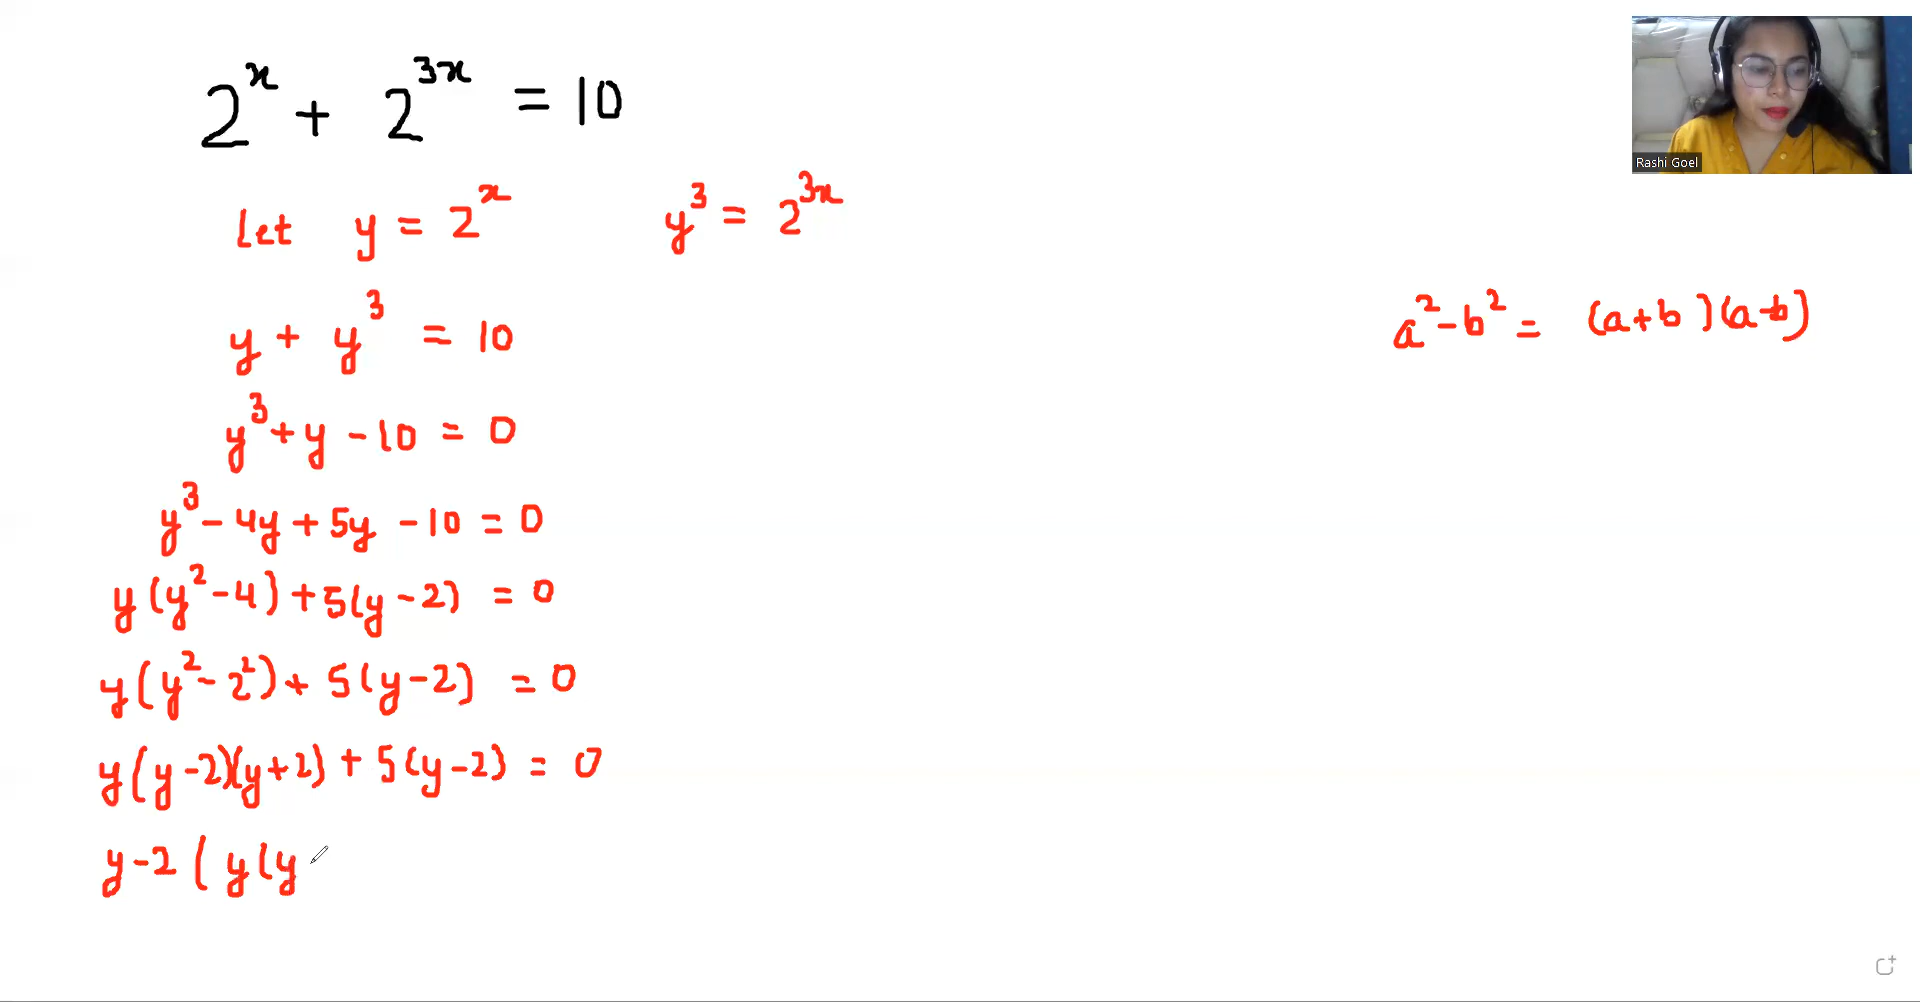 2^x + 2^3x = 10
Rashi Goel
let y = 2^x y^3 = 2^3x
y + y^3 = 10
a^2 - b^2 = (a+b)(a-b)
y^3 + y - 10 = 0
y^3 - 4y + 5y - 10 = 0
y(y^2 - 4) + 5(y - 2) = 0
y(y^2 - 2^2) + 5(y - 2) = 0
y(y - 2)(y + 2) + 5(y - 2) = 0
y - 2 ( y(y